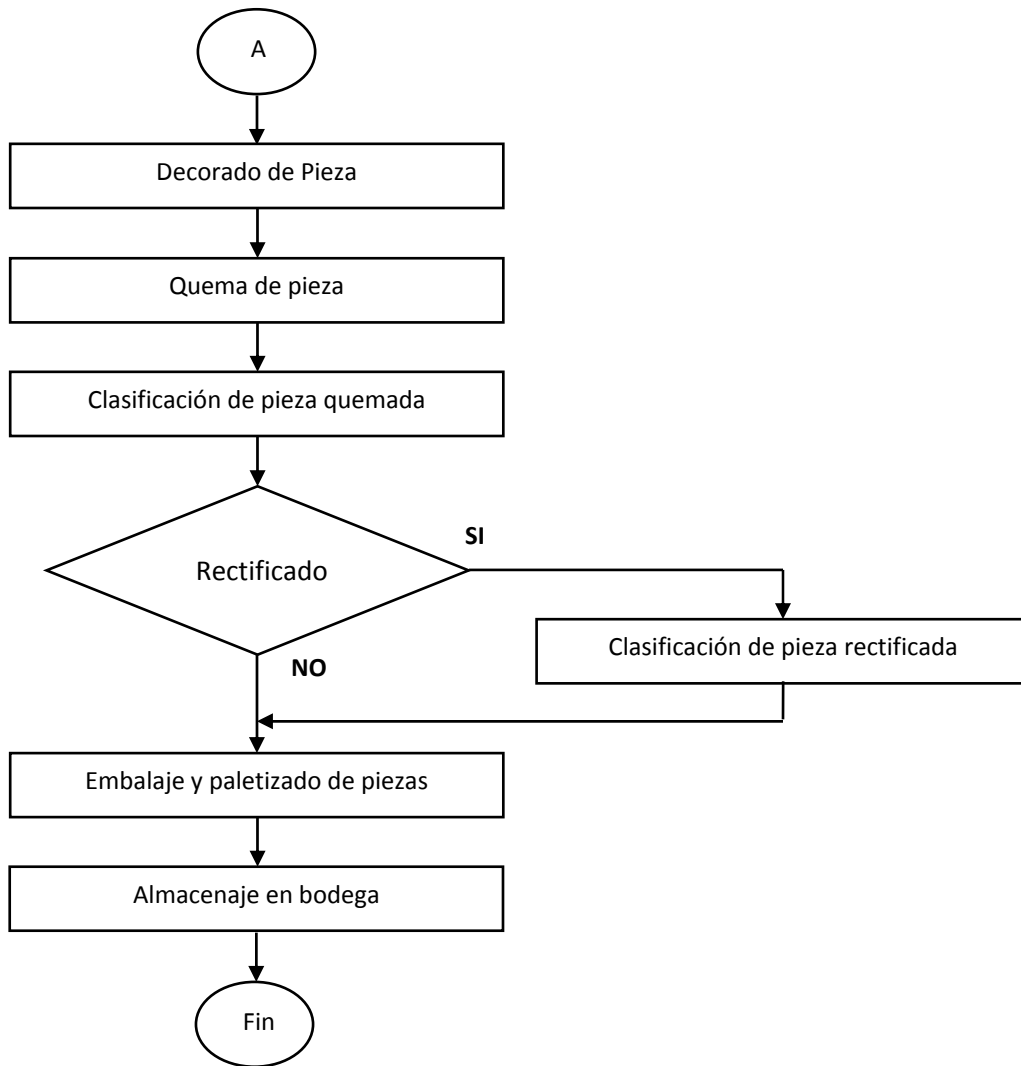 A
Decorado de Pieza
Quema de pieza
Clasificación de pieza quemada
SI
Rectificado
Clasificación de pieza rectificada
NO
Embalaje y paletizado de piezas
Almacenaje en bodega
Fin